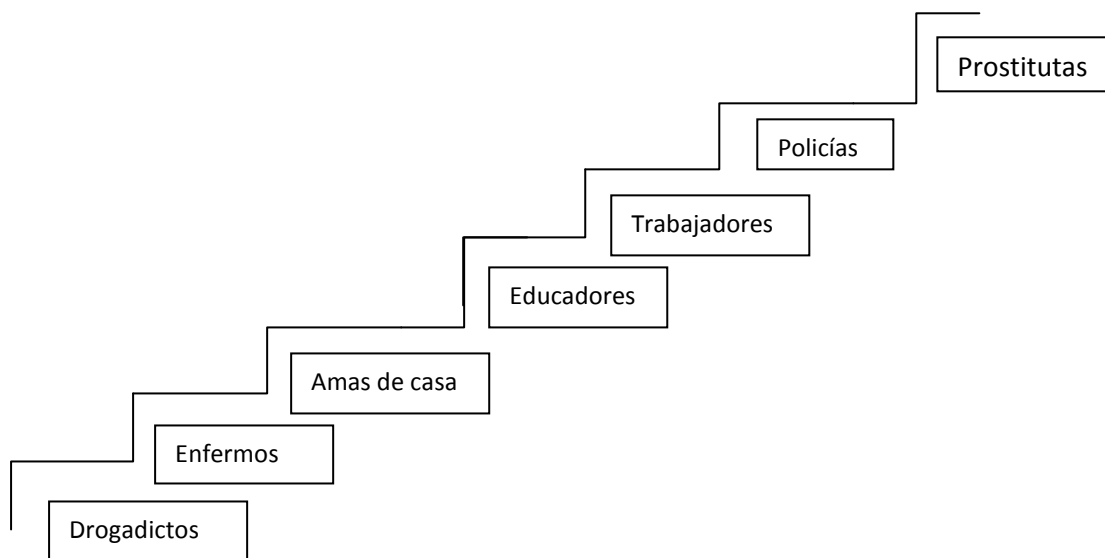 Prostitutas
Policías
Trabajadores
Educadores
Amas de casa
Enfermos
Drogadictos